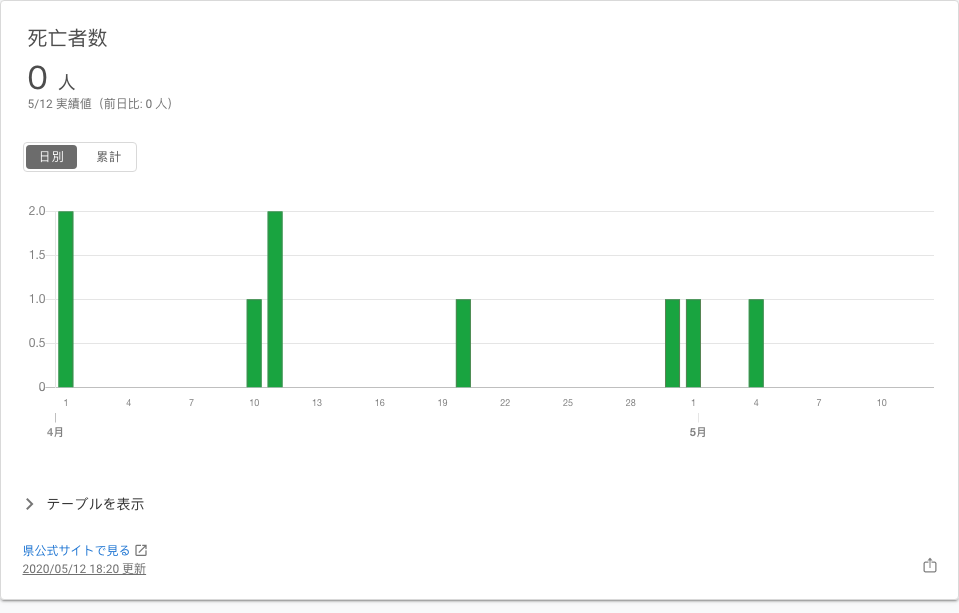 死亡者数
0 人
5/12 実績値（前日比: 0 人）
日別 累計
2.0
1.5
1.0
0.5
0
1 4 7 10 13 16 19 22 25 28 1 4 7 10
4月 5月
テーブルを表示
県公式サイトで見る
2020/05/12 18:20 更新